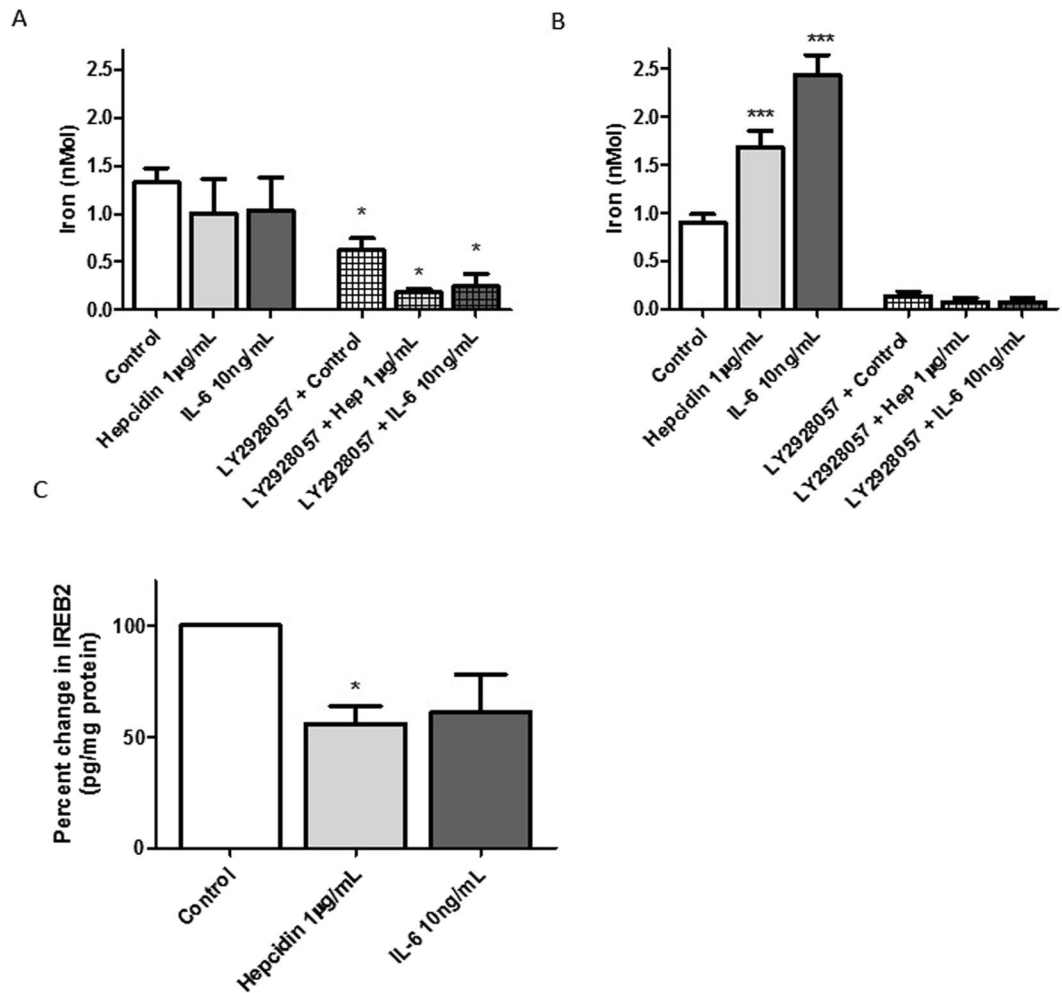 A
Iron (nMol)
2.5
2.0
1.5
1.0
0.5
0.0
*
*
*
Control
Hepcidin 1µg/mL
IL-6 10ng/mL
LY2928057 + Control
LY2928057 + Hep 1µg/mL
LY2928057 + IL-6 10ng/mL
B
Iron (nMol)
2.5
2.0
1.5
1.0
0.5
0.0
***
***
Control
Hepcidin 1µg/mL
IL-6 10ng/mL
LY2928057 + Control
LY2928057 + Hep 1µg/mL
LY2928057 + IL-6 10ng/mL
C
Percent change in IREB2
(pg/mg protein)
100
50
0
*
Control
Hepcidin 1µg/mL
IL-6 10ng/mL